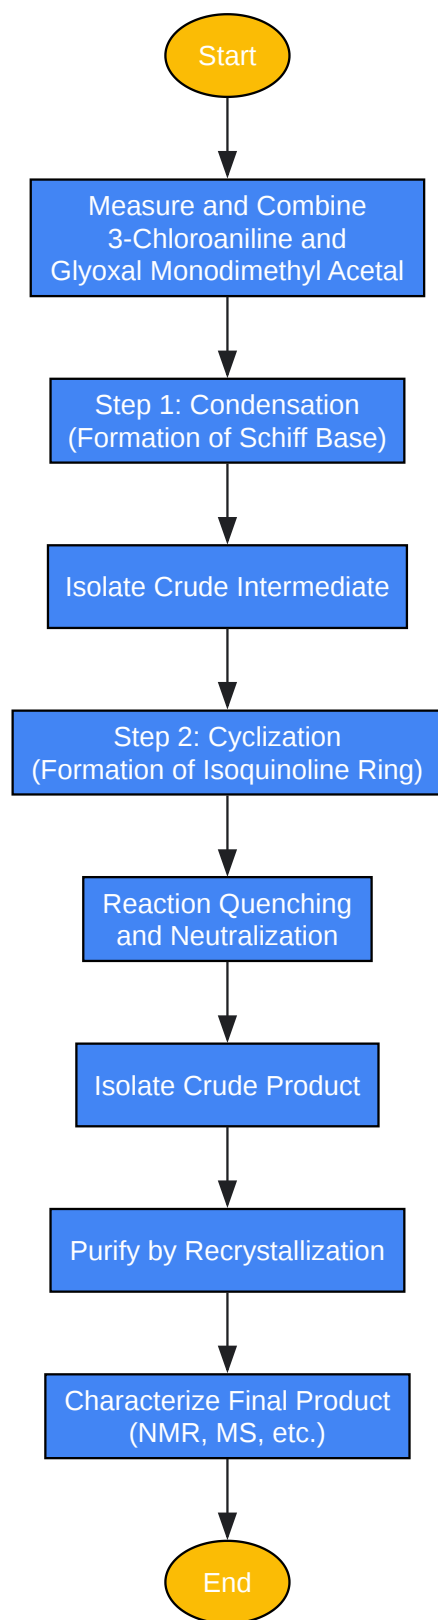 Start
Measure and Combine
3-Chloroaniline and
Glyoxal Monodimethyl Acetal
Step 1: Condensation
(Formation of Schiff Base)
Isolate Crude Intermediate
Step 2: Cyclization
(Formation of Isoquinoline Ring)
Reaction Quenching
and Neutralization
Isolate Crude Product
Purify by Recrystallization
Characterize Final Product
(NMR, MS, etc.)
End